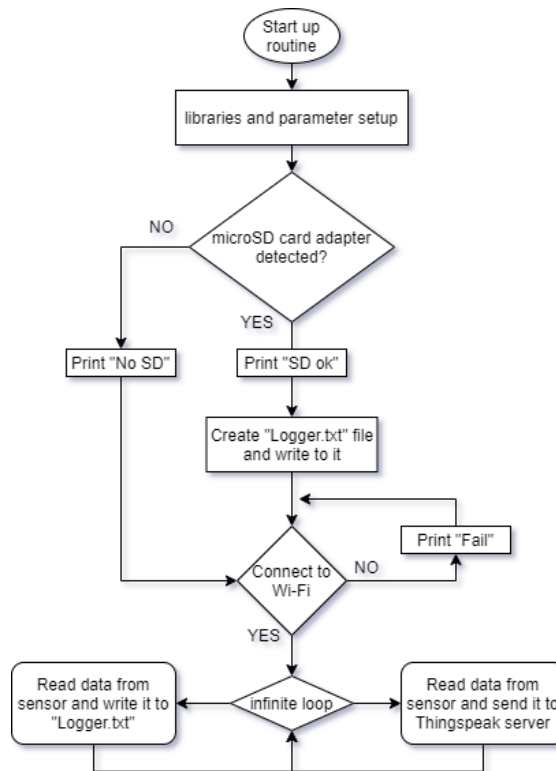 Start up
routine
libraries and parameter setup
NO
microSD card adapter
detected?
YES
Print "No SD"
Print "SD ok"
Create "Logger.txt" file
and write to it
Print "Fail"
Connect to
Wi-Fi
NO
YES
Read data from
sensor and write it to
"Logger.txt"
infinite loop
Read data from
sensor and send it to
Thingspeak server